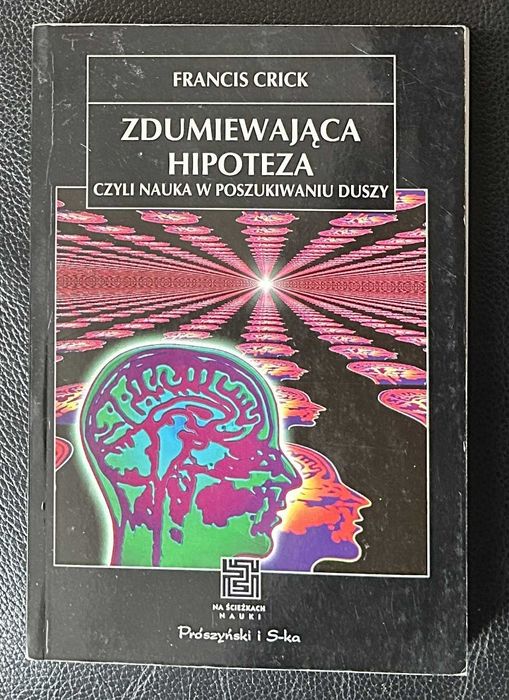 FRANCIS CRICK
ZDUMIEWAJĄCA
HIPOTEZA
CZYLI NAUKA W POSZUKIWANIU DUSZY
NA ŚCIEŻKACH
NAUKI
Prószyński i S-ka